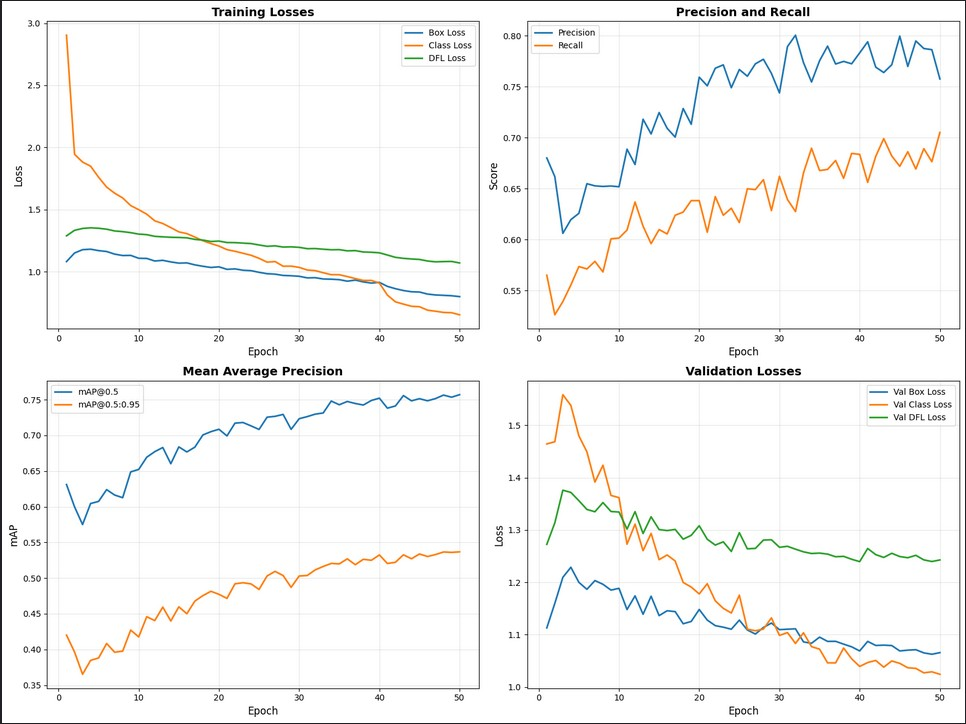 Training Losses
3.0
2.5
2.0
1.5
1.0
Loss
0 10 20 30 40 50
Epoch
Box Loss
Class Loss
DFL Loss
Precision and Recall
0.80
0.75
0.70
0.65
0.60
0.55
Score
0 10 20 30 40 50
Epoch
Precision
Recall
Mean Average Precision
0.75
0.70
0.65
0.60
0.55
0.50
0.45
0.40
0.35
mAP
0 10 20 30 40 50
Epoch
mAP@0.5
mAP@0.5:0.95
Validation Losses
1.5
1.4
1.3
1.2
1.1
1.0
Loss
0 10 20 30 40 50
Epoch
Val Box Loss
Val Class Loss
Val DFL Loss